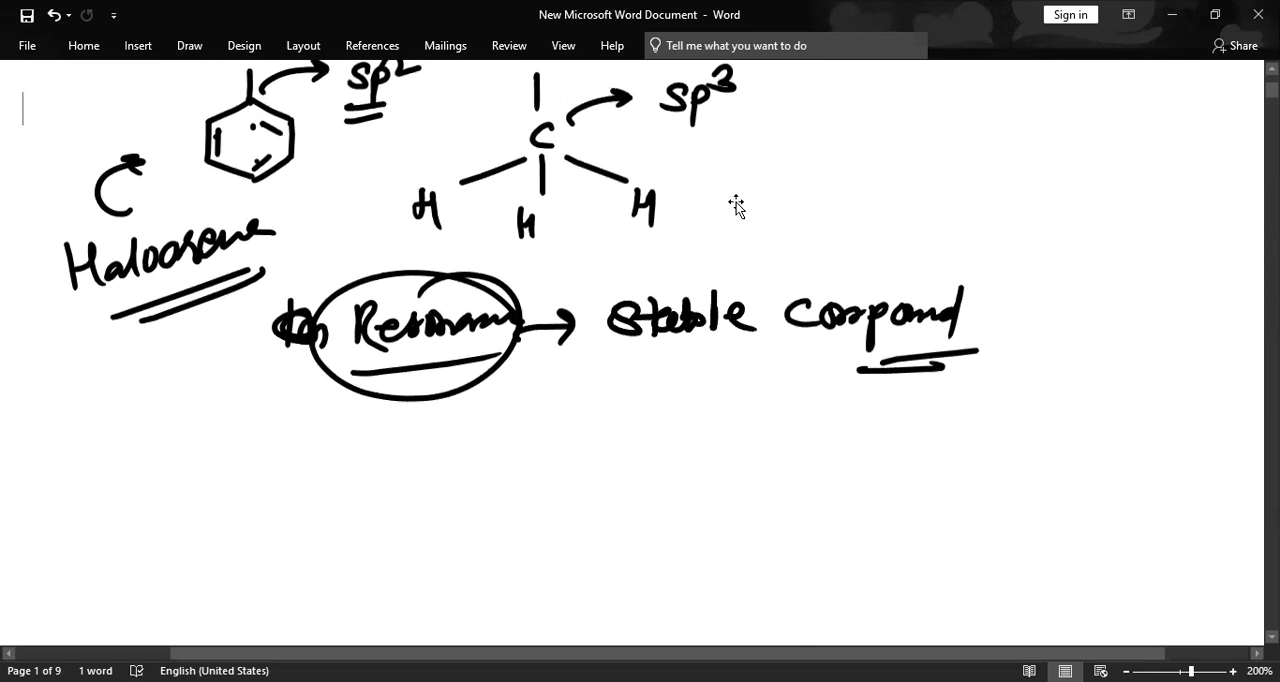 New Microsoft Word Document - Word
Sign in
File Home Insert Draw Design Layout References Mailings Review View Help Tell me what you want to do Share
sp2
sp3
C
H H H
Haloarene
Resonance → stable compound
Page 1 of 9 1 word English (United States) 200%